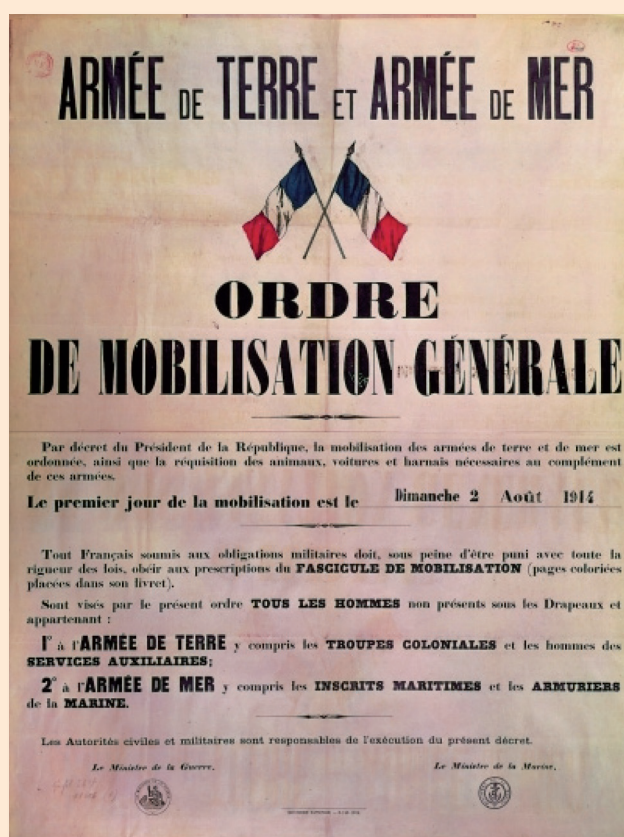 ARMÉE DE TERRE ET ARMÉE DE MER
ORDRE
DE MOBILISATION GÉNÉRALE
Par décret du Président de la République, la mobilisation des armées de terre et de mer est
ordonnée, ainsi que la réquisition des animaux, voitures et harnais nécessaires au complément
de ces armées.
Le premier jour de la mobilisation est le Dimanche 2 Août 1914
Tout Français soumis aux obligations militaires doit, sous peine d'être puni avec toute la
rigueur des lois, obéir aux prescriptions du FASCICULE DE MOBILISATION (pages coloriées
placées dans son livret).
Sont visés par le présent ordre TOUS LES HOMMES non présents sous les Drapeaux et
appartenant :
1° à l'ARMÉE DE TERRE y compris les TROUPES COLONIALES et les hommes des
SERVICES AUXILIAIRES;
2° à l'ARMÉE DE MER y compris les INSCRITS MARITIMES et les ARMURIERS
de la MARINE.
Les Autorités civiles et militaires sont responsables de l'exécution du présent décret.
Le Ministre de la Guerre,
Le Ministre de la Marine,